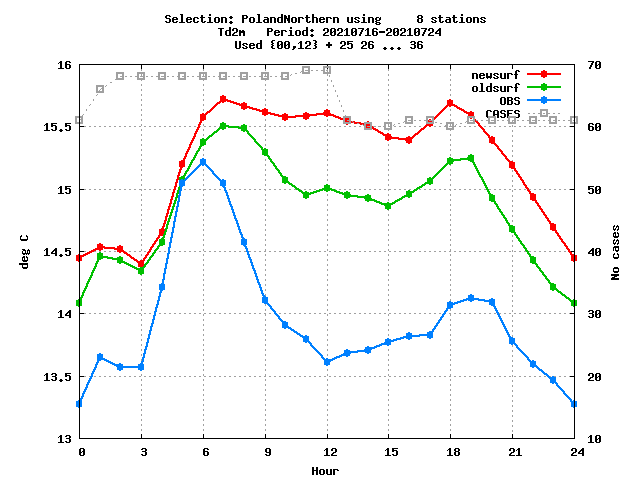 Selection: PolandNorthern using     8 stations
Td2m   Period: 20210716-20210724
Used {00,12} + 25 26 ... 36
newsurf
oldsurf
OBS
CASES
16
15.5
15
14.5
14
13.5
13
deg C
70
60
50
40
30
20
10
No cases
0 3 6 9 12 15 18 21 24
Hour